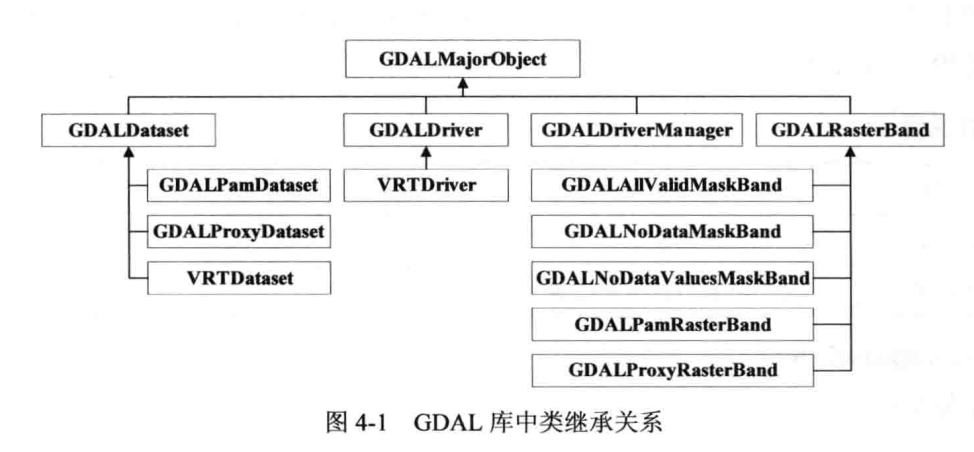 GDALMajorObject
GDALDataset
GDALDriver
GDALDriverManager
GDALRasterBand
GDALPamDataset
VRTDriver
GDALAllValidMaskBand
GDALProxyDataset
GDALNoDataMaskBand
VRTDataset
GDALNoDataValuesMaskBand
GDALPamRasterBand
GDALProxyRasterBand
图 4-1 GDAL 库中类继承关系